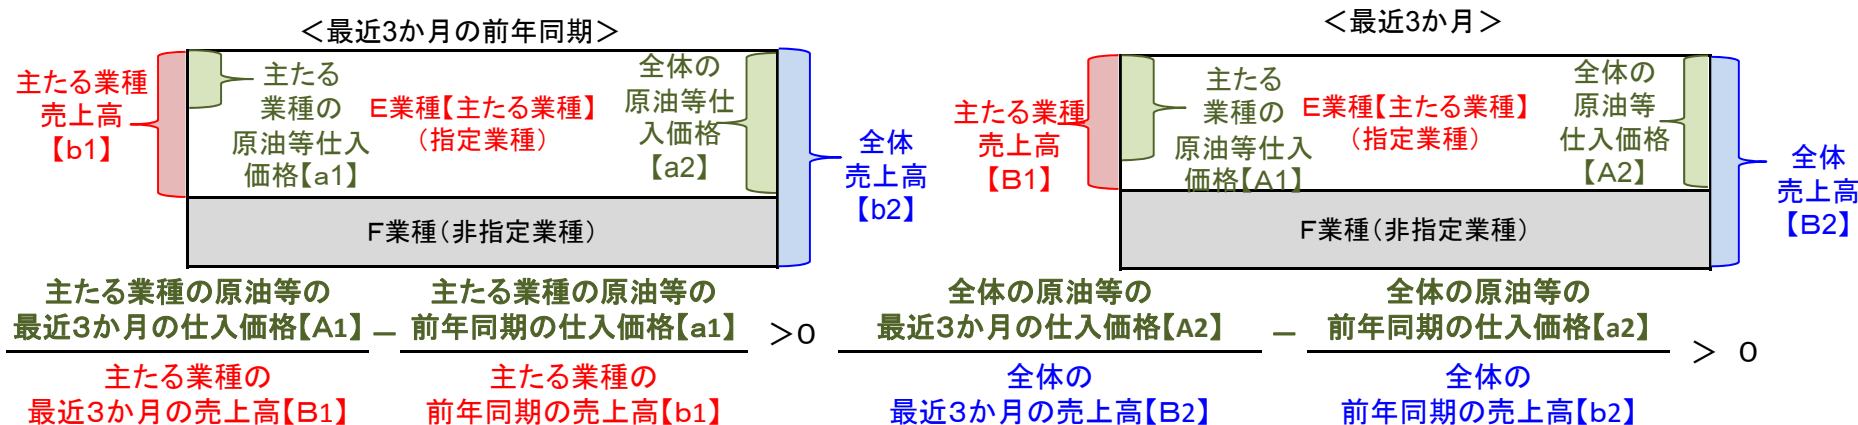 ＜最近3か月の前年同期＞
主たる業種
売上高
【b1】
主たる
業種の
原油等仕入
価格【a1】
E業種【主たる業種】
（指定業種）
全体の
原油等仕
入価格
【a2】
全体
売上高
【b2】
F業種（非指定業種）
＜最近3か月＞
主たる業種
売上高
【B1】
主たる
業種の
原油等仕入
価格【A1】
E業種【主たる業種】
（指定業種）
全体の
原油等
仕入価格
【A2】
全体
売上高
【B2】
F業種（非指定業種）
主たる業種の原油等の
最近３か月の仕入価格【A1】
主たる業種の
最近３か月の売上高【B1】
－
主たる業種の原油等の
前年同期の仕入価格【a1】
主たる業種の
前年同期の売上高【b1】
＞０
全体の原油等の
最近３か月の仕入価格【A2】
全体の
最近３か月の売上高【B2】
－
全体の原油等の
前年同期の仕入価格【a2】
全体の
前年同期の売上高【b2】
＞ ０